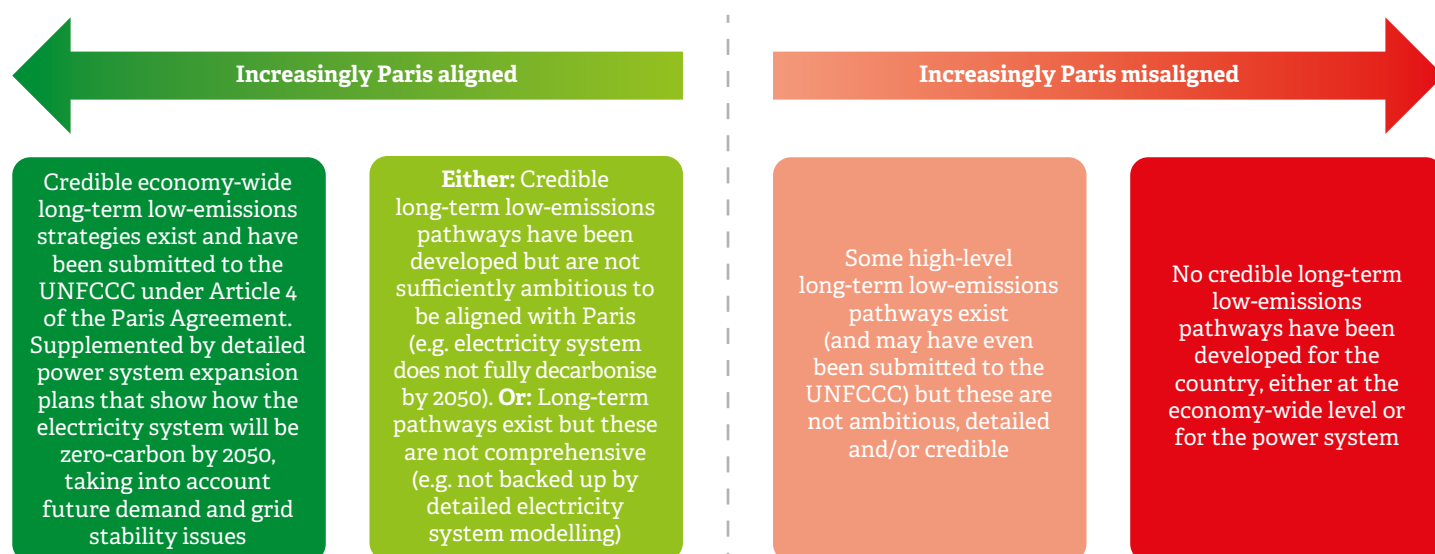 Increasingly Paris aligned
Increasingly Paris misaligned
Credible economy-wide
long-term low-emissions
strategies exist and have
been submitted to the
UNFCCC under Article 4
of the Paris Agreement.
Supplemented by detailed
power system expansion
plans that show how the
electricity system will be
zero-carbon by 2050,
taking into account
future demand and grid
stability issues
Either: Credible
long-term low-emissions
pathways have been
developed but are not
sufficiently ambitious to
be aligned with Paris
(e.g. electricity system
does not fully decarbonise
by 2050). Or: Long-term
pathways exist but these
are not comprehensive
(e.g. not backed up by
detailed electricity
system modelling)
Some high-level
long-term low-emissions
pathways exist
(and may have even
been submitted to the
UNFCCC) but these are
not ambitious, detailed
and/or credible
No credible long-term
low-emissions
pathways have been
developed for the
country, either at the
economy-wide level or
for the power system